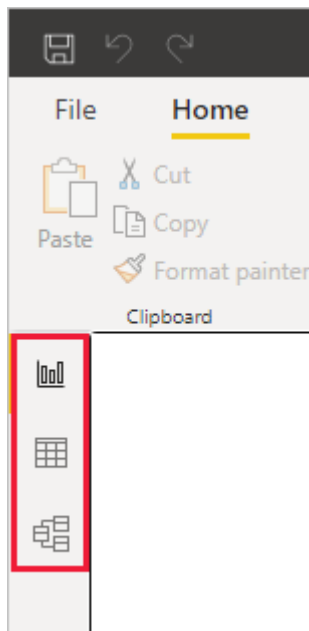 File Home
Cut
Copy
Paste
Format painter
Clipboard